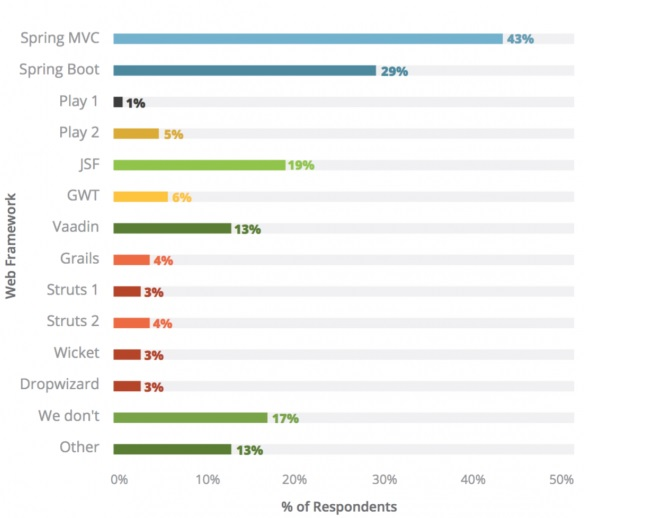 Spring MVC 43%
Spring Boot 29%
Play 1 1%
Play 2 5%
JSF 19%
GWT 6%
Vaadin 13%
Grails 4%
Struts 1 3%
Struts 2 4%
Wicket 3%
Dropwizard 3%
We don't 17%
Other 13%
Web Framework
0% 10% 20% 30% 40% 50%
% of Respondents